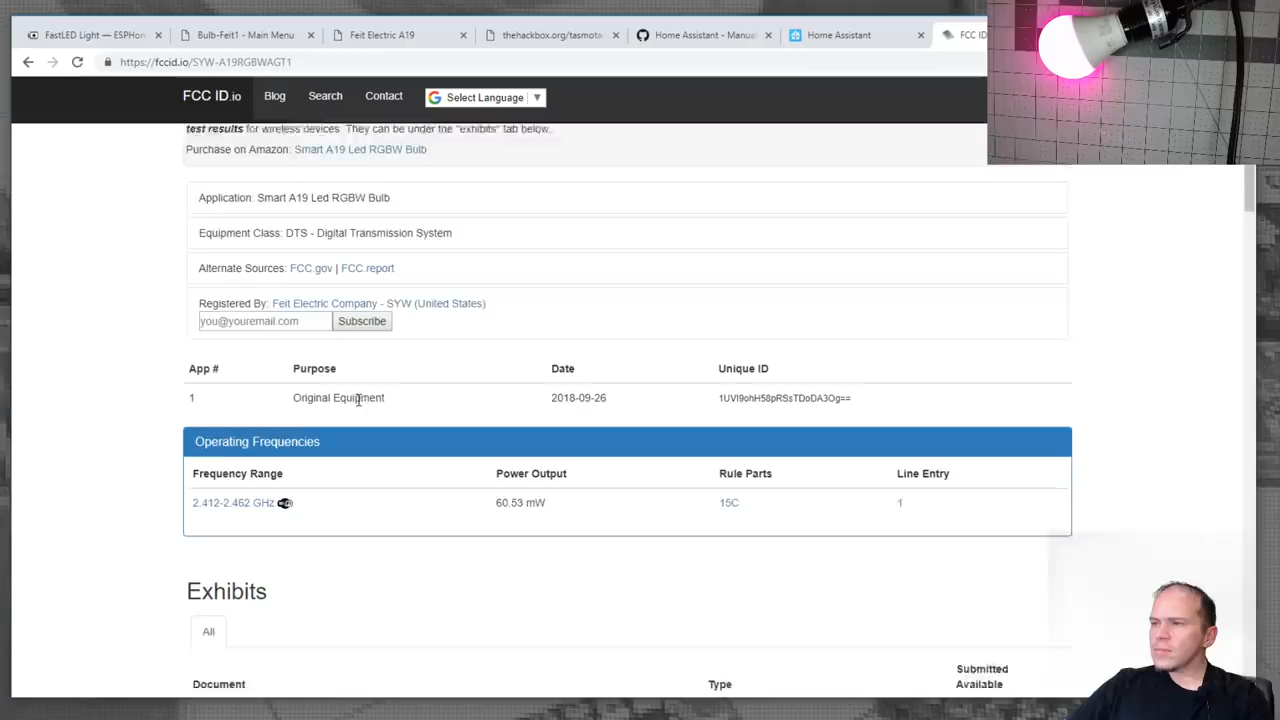 FastLED Light — ESPHom
Bulb-Feit1 - Main Menu
Feit Electric A19
thehackbox.org/tasmota
Home Assistant - Manua
Home Assistant
FCC ID
https://fccid.io/SYW-A19RGBWAGT1
FCC ID.io
Blog
Search
Contact
Select Language
test results for wireless devices. They can be under the "exhibits" tab below.
Purchase on Amazon: Smart A19 Led RGBW Bulb
Application: Smart A19 Led RGBW Bulb
Equipment Class: DTS - Digital Transmission System
Alternate Sources: FCC.gov | FCC.report
Registered By: Feit Electric Company - SYW (United States)
you@youremail.com Subscribe
App # Purpose Date Unique ID
1 Original Equipment 2018-09-26 1UVl9ohH58pRSsTDoDA3Og==
Operating Frequencies
Frequency Range Power Output Rule Parts Line Entry
2.412-2.462 GHz 60.53 mW 15C 1
Exhibits
All
Document Type Submitted
Available